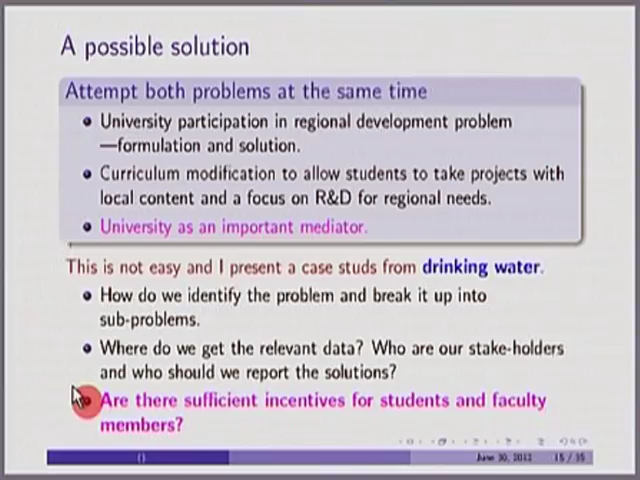 A possible solution
Attempt both problems at the same time
University participation in regional development problem
—formulation and solution.
Curriculum modification to allow students to take projects with
local content and a focus on R&D for regional needs.
University as an important mediator.
This is not easy and I present a case studs from drinking water.
How do we identify the problem and break it up into
sub-problems.
Where do we get the relevant data? Who are our stake-holders
and who should we report the solutions?
Are there sufficient incentives for students and faculty
members?
() June 30, 2012 15 / 35